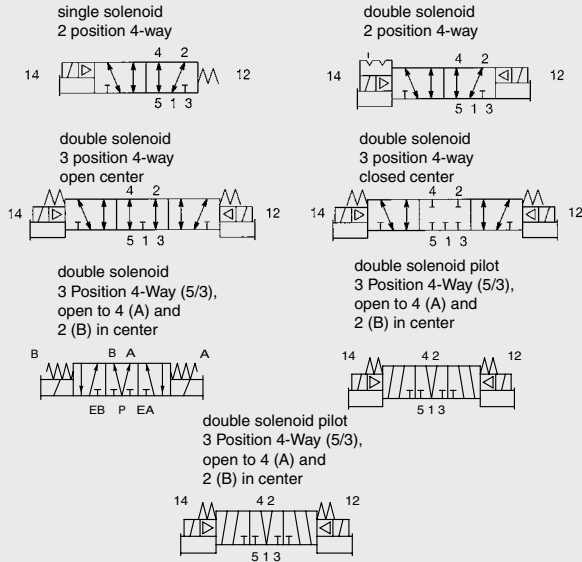 single solenoid
2 position 4-way
4 2
14 12
5 1 3
double solenoid
2 position 4-way
4 2
14 12
5 1 3
double solenoid
3 position 4-way
open center
4 2
14 12
5 1 3
double solenoid
3 position 4-way
closed center
4 2
14 12
5 1 3
double solenoid
3 Position 4-Way (5/3),
open to 4 (A) and
2 (B) in center
B B A A
EB P EA
double solenoid pilot
3 Position 4-Way (5/3),
open to 4 (A) and
2 (B) in center
14 4 2 12
5 1 3
double solenoid pilot
3 Position 4-Way (5/3),
open to 4 (A) and
2 (B) in center
14 4 2 12
5 1 3